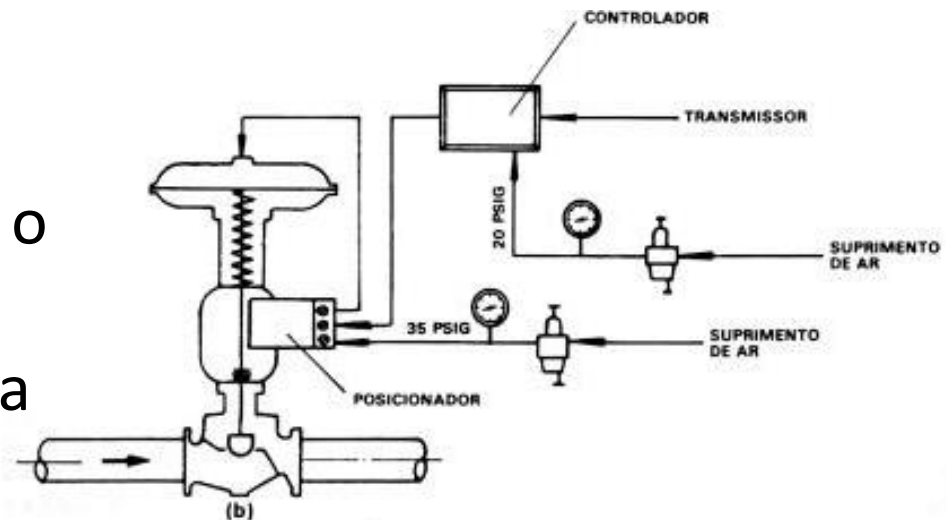 CONTROLADOR
TRANSMISSOR
20 PSIG
o
SUPRIMENTO
DE AR
35 PSIG
SUPRIMENTO
DE AR
a
POSICIONADOR
(b)